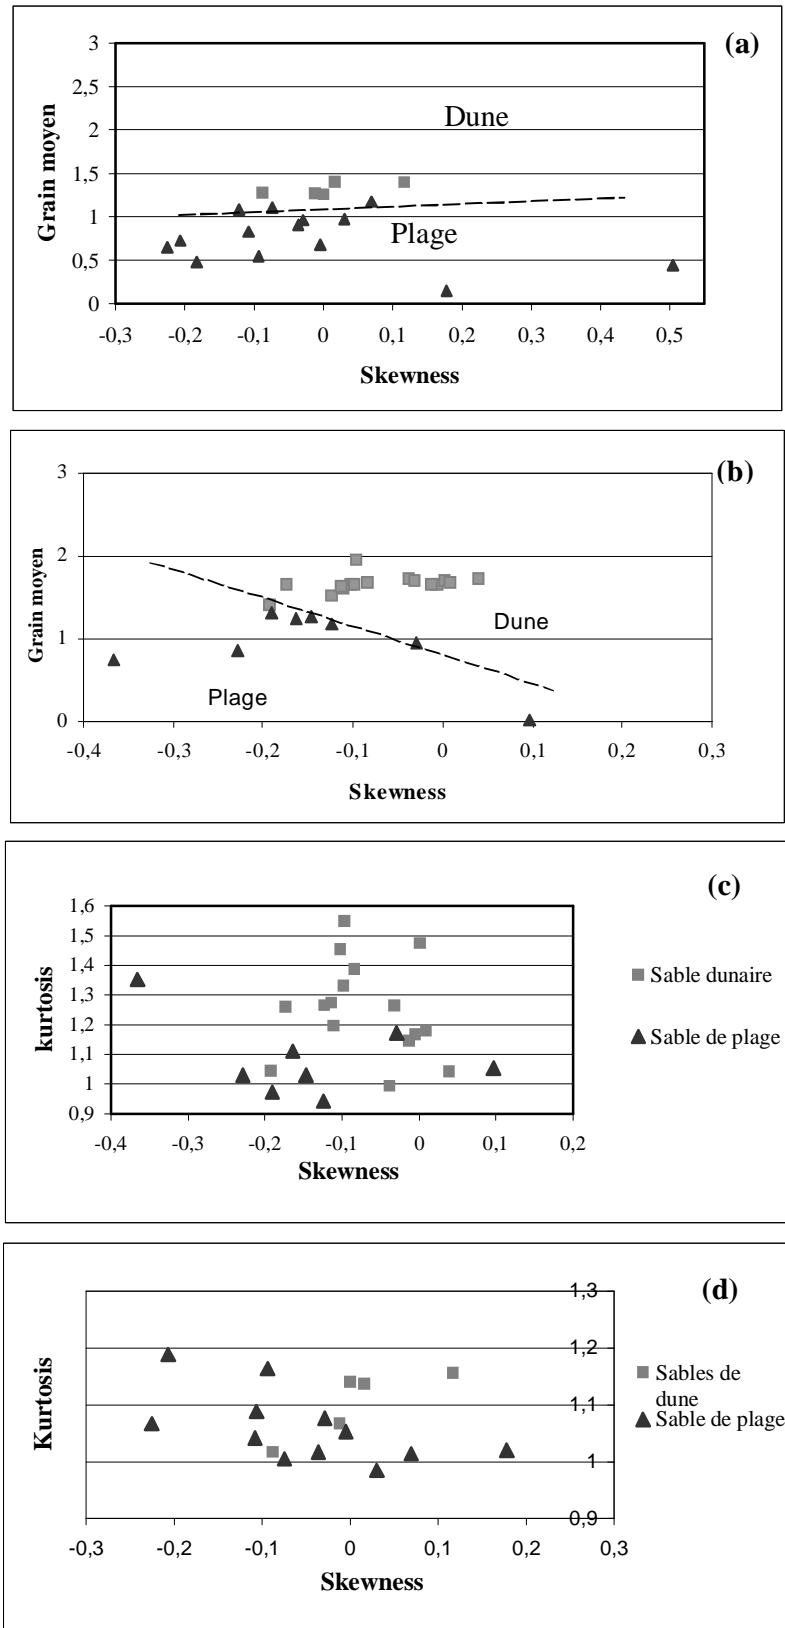 (a)
3
2,5
2
1,5
1
0,5
0
Grain moyen
Dune
Plage
-0,3 -0,2 -0,1 0 0,1 0,2 0,3 0,4 0,5
Skewness
(b)
3
2
1
0
Grain moyen
Dune
Plage
-0,4 -0,3 -0,2 -0,1 0 0,1 0,2 0,3
Skewness
(c)
1,6
1,5
1,4
1,3
1,2
1,1
1
0,9
kurtosis
-0,4 -0,3 -0,2 -0,1 0 0,1 0,2
Skewness
Sable dunaire
Sable de plage
(d)
1,3
1,2
1,1
1
0,9
Kurtosis
-0,3 -0,2 -0,1 0 0,1 0,2 0,3
Skewness
Sables de
dune
Sable de plage